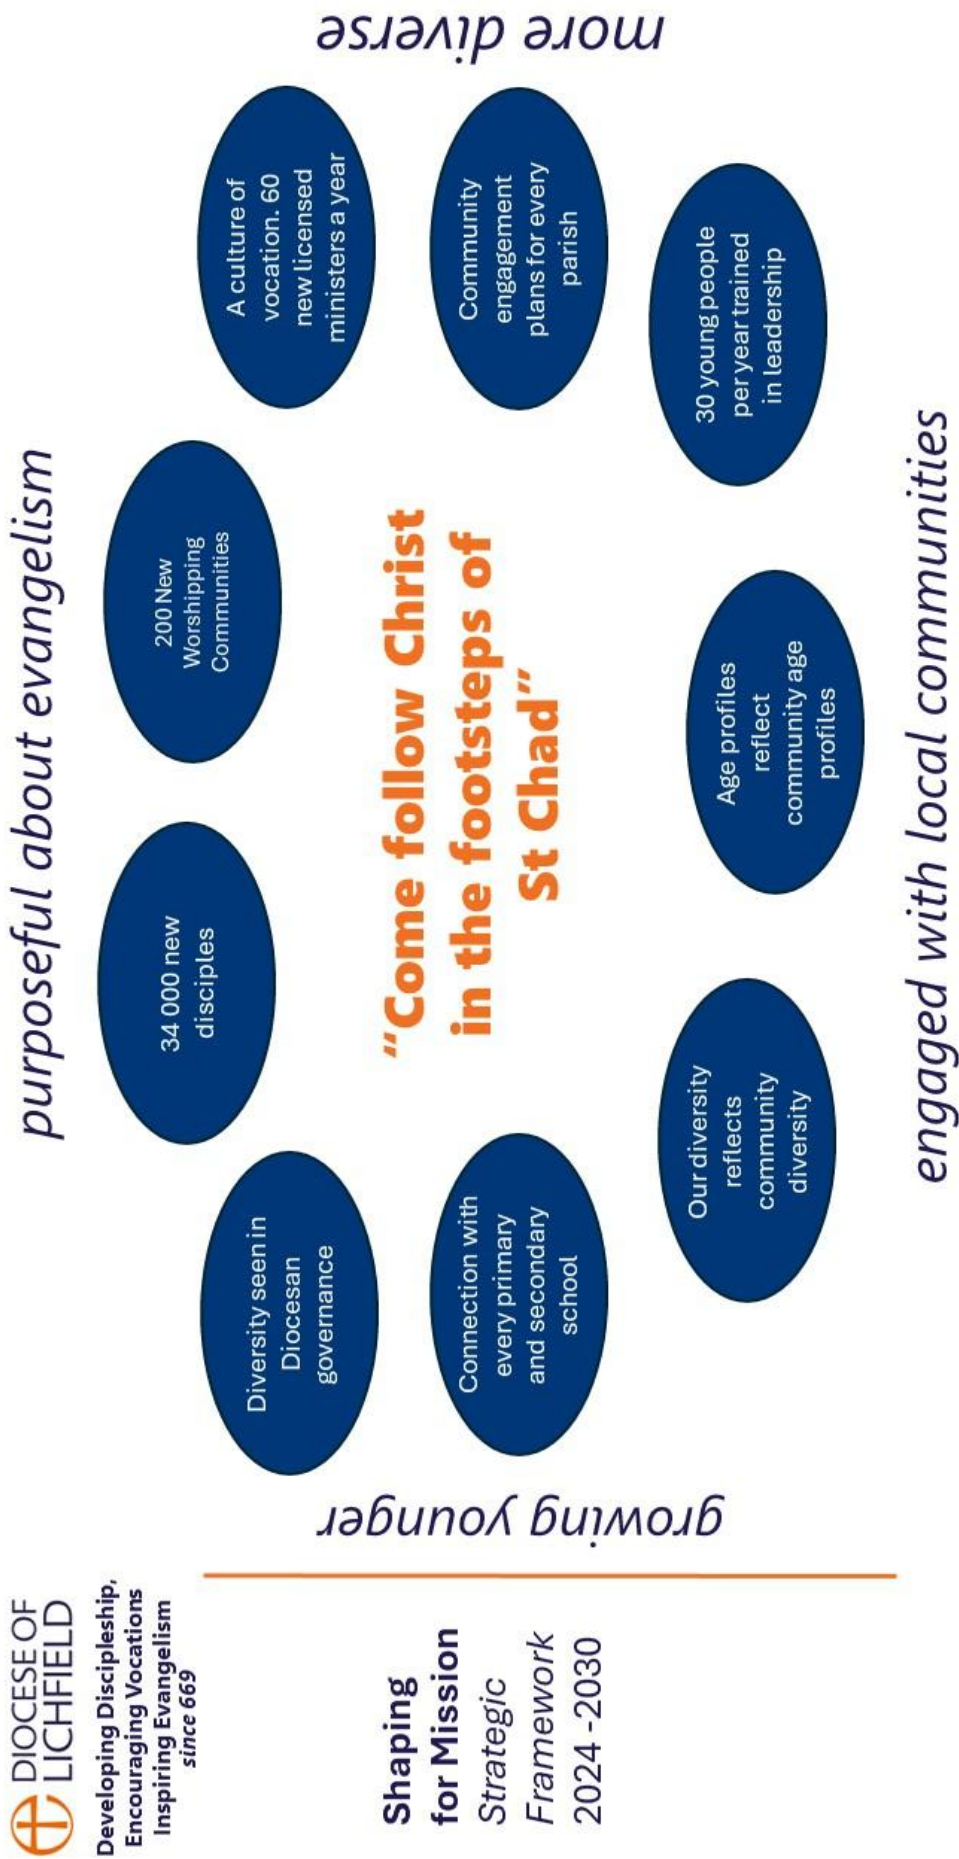 DIOCESE OF
LICHFIELD
Developing Discipleship,
Encouraging Vocations
Inspiring Evangelism
since 669
Shaping
for Mission
Strategic
Framework
2024 -2030
purposeful about evangelism
growing younger
more diverse
engaged with local communities
"Come follow Christ
in the footsteps of
St Chad"
34 000 new
disciples
200 New
Worshipping
Communities
A culture of
vocation. 60
new licensed
ministers a year
Community
engagement
plans for every
parish
30 young people
per year trained
in leadership
Age profiles
reflect
community age
profiles
Our diversity
reflects
community
diversity
Connection with
every primary
and secondary
school
Diversity seen in
Diocesan
governance